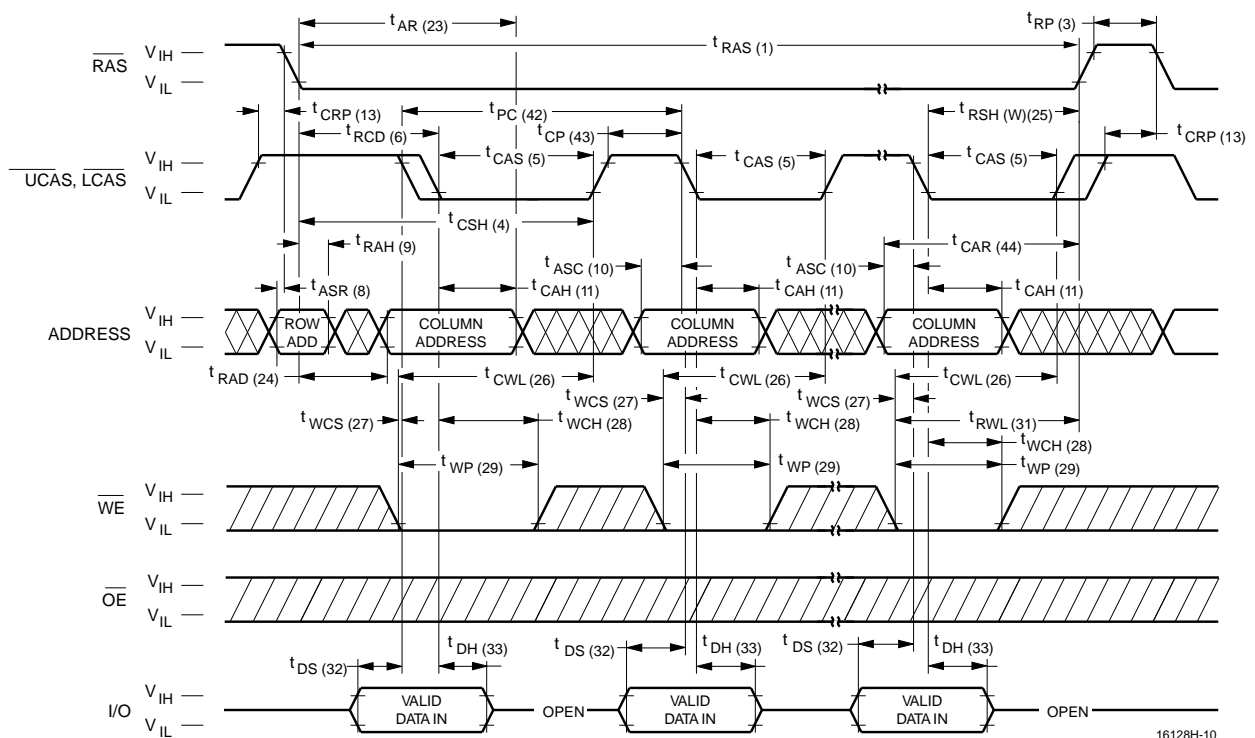 t AR (23)
t RP (3)
t RAS (1)
RAS
V IH
V IL
t CRP (13)
t PC (42)
t RSH (W)(25)
t RCD (6)
t CP (43)
t CRP (13)
t CAS (5)
t CAS (5)
t CAS (5)
UCAS, LCAS
V IH
V IL
t CSH (4)
t RAH (9)
t CAR (44)
t ASC (10)
t ASC (10)
t ASR (8)
t CAH (11)
t CAH (11)
t CAH (11)
ADDRESS
V IH
V IL
ROW ADD
COLUMN ADDRESS
COLUMN ADDRESS
COLUMN ADDRESS
t RAD (24)
t CWL (26)
t CWL (26)
t CWL (26)
t WCS (27)
t WCS (27)
t WCS (27)
t WCH (28)
t WCH (28)
t RWL (31)
t WCH (28)
t WP (29)
t WP (29)
t WP (29)
WE
V IH
V IL
OE
V IH
V IL
t DS (32)
t DH (33)
t DS (32)
t DH (33)
t DS (32)
t DH (33)
I/O
V IH
V IL
VALID DATA IN
OPEN
VALID DATA IN
VALID DATA IN
OPEN
16128H-10